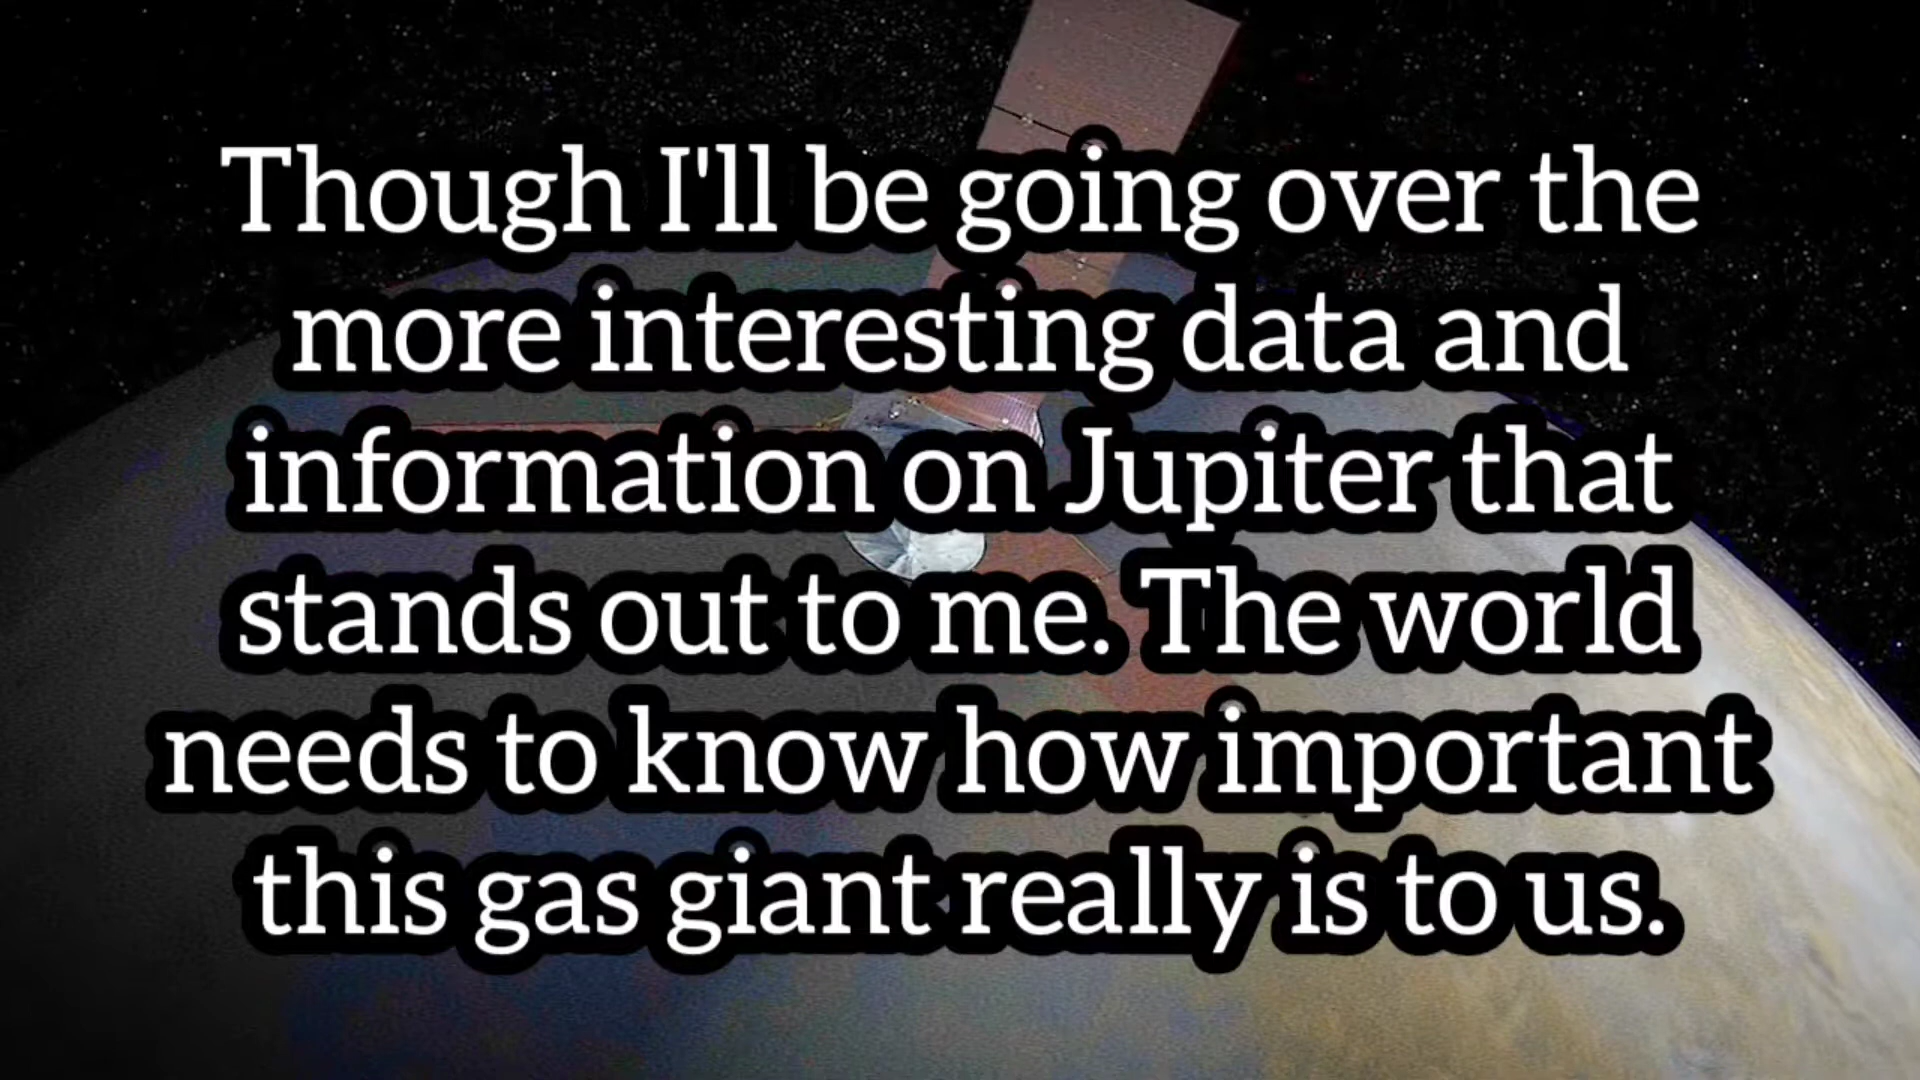 Though I'll be going over the
more interesting data and
information on Jupiter that
stands out to me. The world
needs to know how important
this gas giant really is to us.